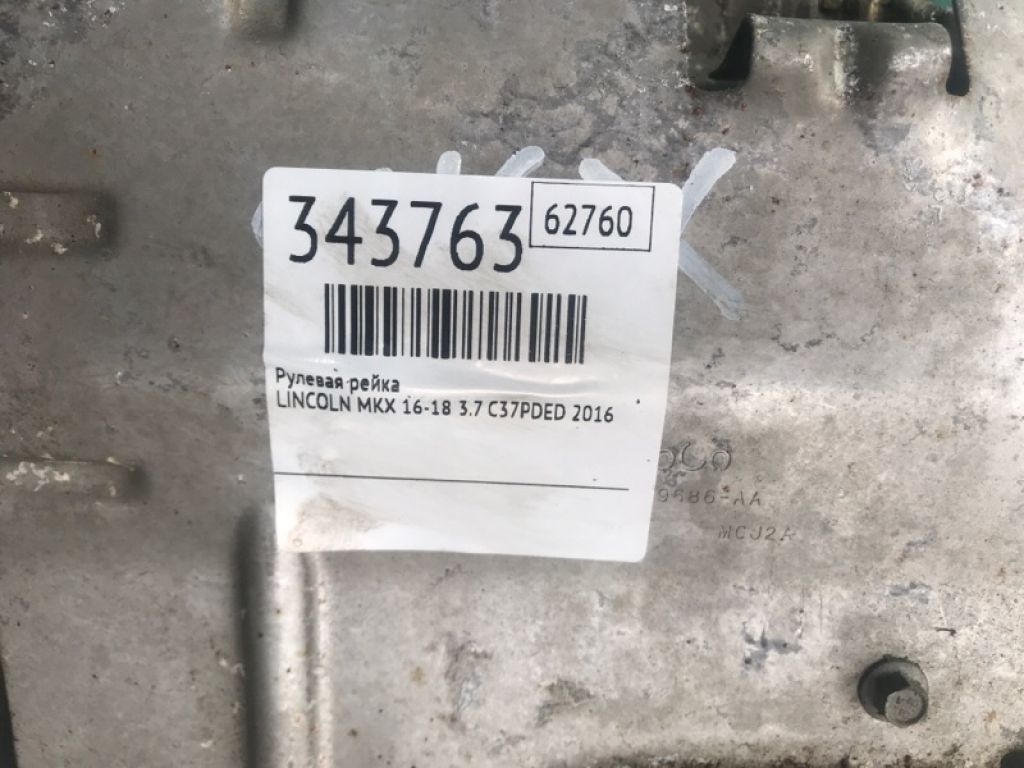 343763
62760
Рулевая рейка
LINCOLN MKX 16-18 3.7 C37PDED 2016
9686-AA
MCJ2A